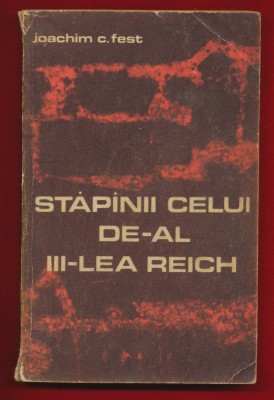 joachim c. fest
STĂPÎNII CELUI
DE-AL
III-LEA REICH